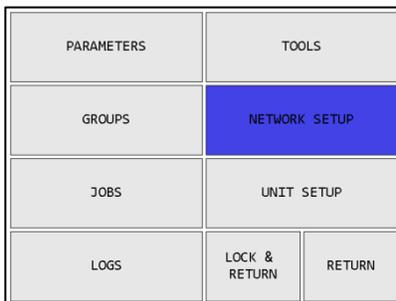 PARAMETERS
TOOLS
GROUPS
NETWORK SETUP
JOBS
UNIT SETUP
LOGS
LOCK &
RETURN
RETURN